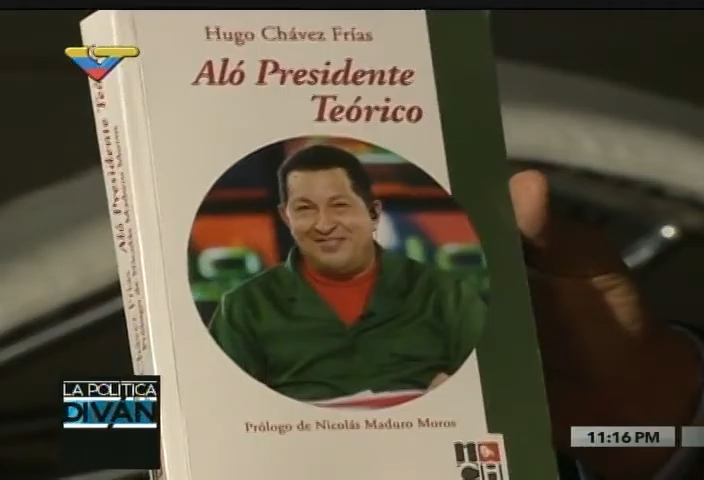 Hugo Chávez Frías
Aló Presidente
Teórico
Prólogo de Nicolás Maduro Moros
LA POLÍTICA
DIVÁN
11:16 PM